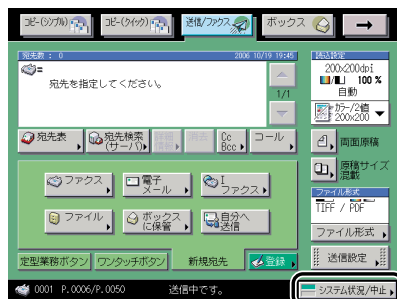 コピー(シンプル)
コピー(クイック)
送信/ファクス
ボックス
宛先数: 0
2006 10/19 19:45
宛先を指定してください。
1/1
宛先表
宛先検索
(サーバ)
詳細
情報
消去
Cc
Bcc
コール
ファクス
電子
メール
I
ファクス
ファイル
ボックス
に保管
自分へ
送信
定型業務ボタン
ワンタッチボタン
新規宛先
登録
読込設定
200x200dpi
100 %
自動
カラー/2値
200x200
両面原稿
原稿サイズ
混載
ファイル形式
TIFF / PDF
ファイル形式
送信設定
0001 P.0006/P.0050
送信中です。
システム状況/中止